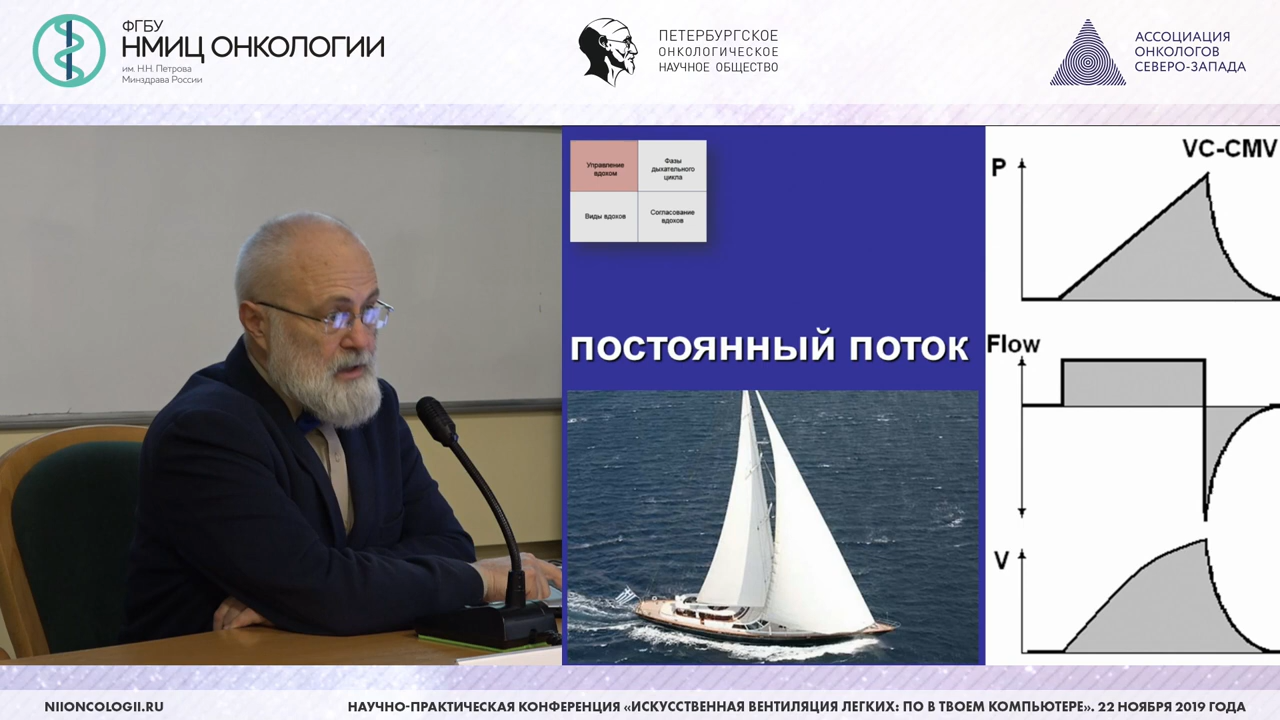 ФГБУ
НМИЦ ОНКОЛОГИИ
им. Н.Н. Петрова
Минздрава России
ПЕТЕРБУРГСКОЕ
ОНКОЛОГИЧЕСКОЕ
НАУЧНОЕ ОБЩЕСТВО
АССОЦИАЦИЯ
ОНКОЛОГОВ
СЕВЕРО-ЗАПАДА
Управление
вдохом
Фазы
дыхательного
цикла
Виды вдохов
Согласование
вдохов
постоянный поток
VC-CMV
P
Flow
V
NIIONCOLOGII.RU
НАУЧНО-ПРАКТИЧЕСКАЯ КОНФЕРЕНЦИЯ «ИСКУССТВЕННАЯ ВЕНТИЛЯЦИЯ ЛЕГКИХ: ПО В ТВОЕМ КОМПЬЮТЕРЕ». 22 НОЯБРЯ 2019 ГОДА